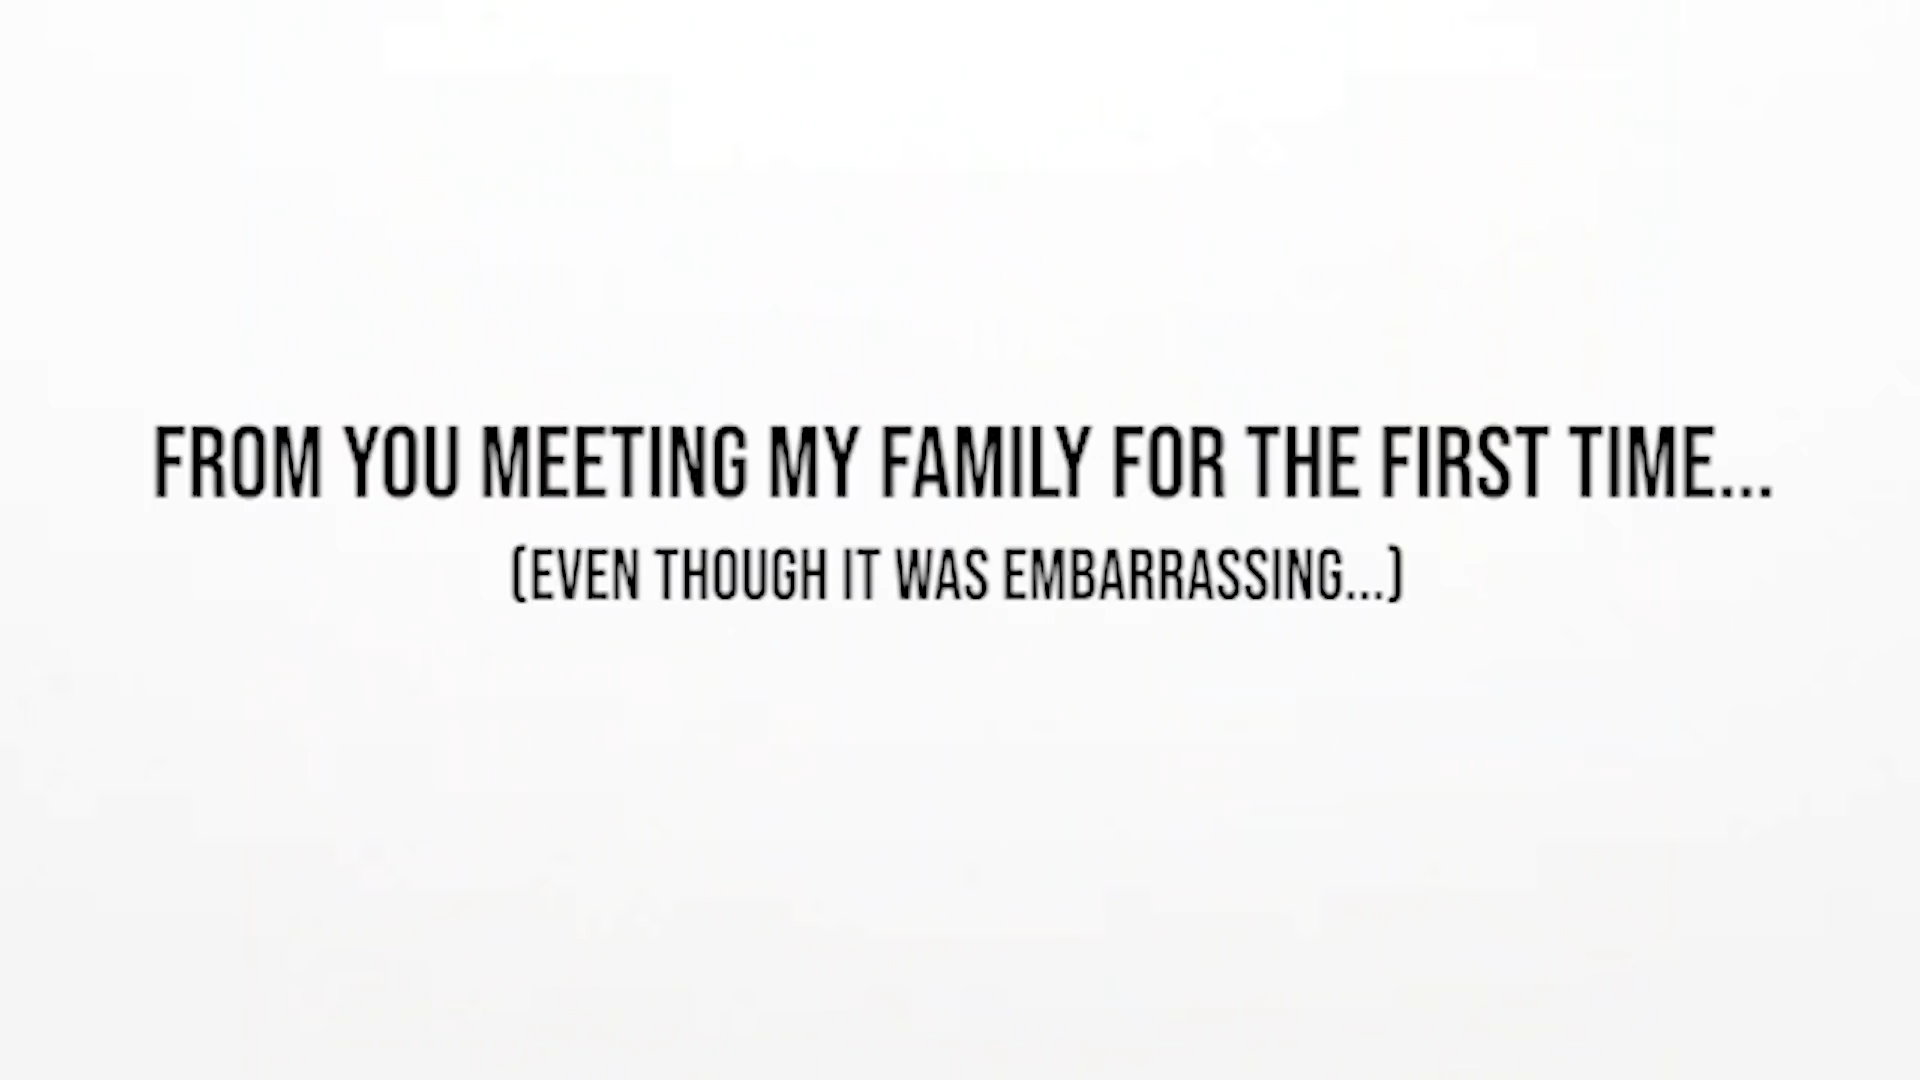 FROM YOU MEETING MY FAMILY FOR THE FIRST TIME...
(EVEN THOUGH IT WAS EMBARRASSING...)